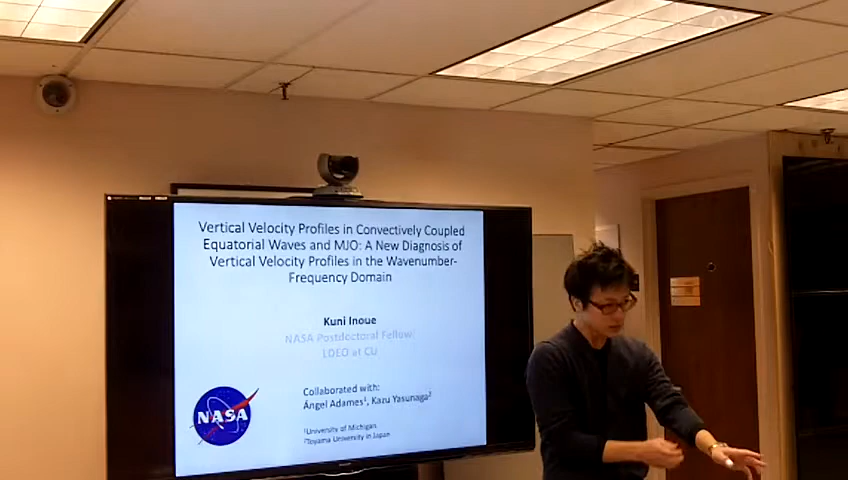 Vertical Velocity Profiles in Convectively Coupled
Equatorial Waves and MJO: A New Diagnosis of
Vertical Velocity Profiles in the Wavenumber-
Frequency Domain
Kuni Inoue
NASA Postdoctoral Fellow:
LDEO at CU
Collaborated with:
Ángel Adames¹, Kazu Yasunaga²
NASA
¹University of Michigan
²Toyama University in Japan